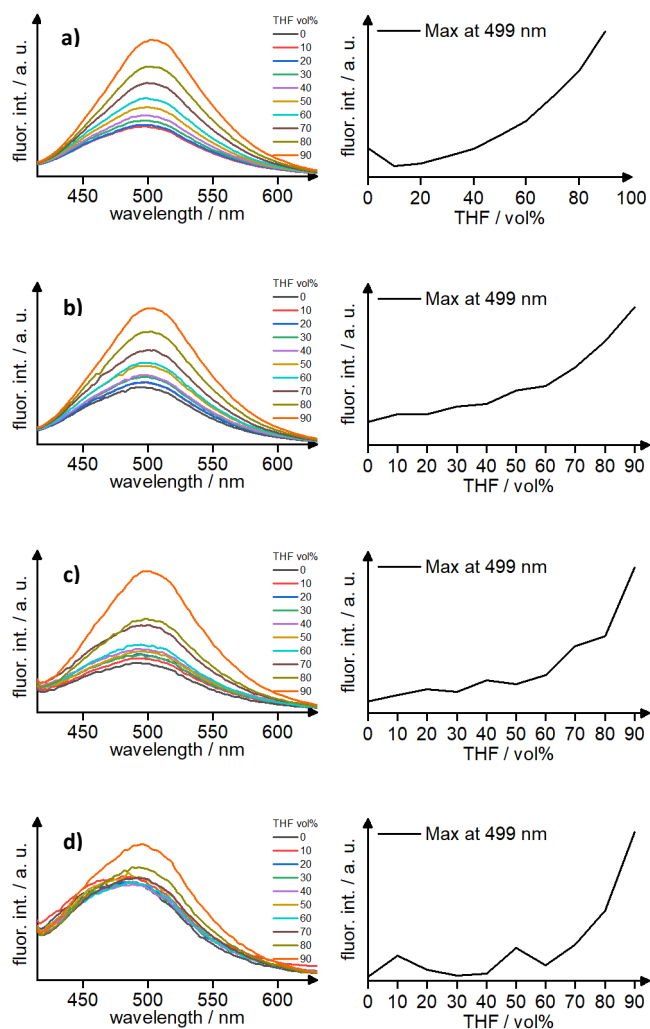 a)
fluor. int. / a. u.
THF vol%
0
10
20
30
40
50
60
70
80
90
450 500 550 600
wavelength / nm
fluor. int. / a. u.
Max at 499 nm
0 20 40 60 80 100
THF / vol%
b)
fluor. int. / a. u.
THF vol%
0
10
20
30
40
50
60
70
80
90
450 500 550 600
wavelength / nm
fluor. int. / a. u.
Max at 499 nm
0 10 20 30 40 50 60 70 80 90
THF / vol%
c)
fluor. int. / a. u.
THF vol%
0
10
20
30
40
50
60
70
80
90
450 500 550 600
wavelength / nm
fluor. int. / a. u.
Max at 499 nm
0 10 20 30 40 50 60 70 80 90
THF / vol%
d)
fluor. int. / a. u.
THF vol%
0
10
20
30
40
50
60
70
80
90
450 500 550 600
wavelength / nm
fluor. int. / a. u.
Max at 499 nm
0 10 20 30 40 50 60 70 80 90
THF / vol%